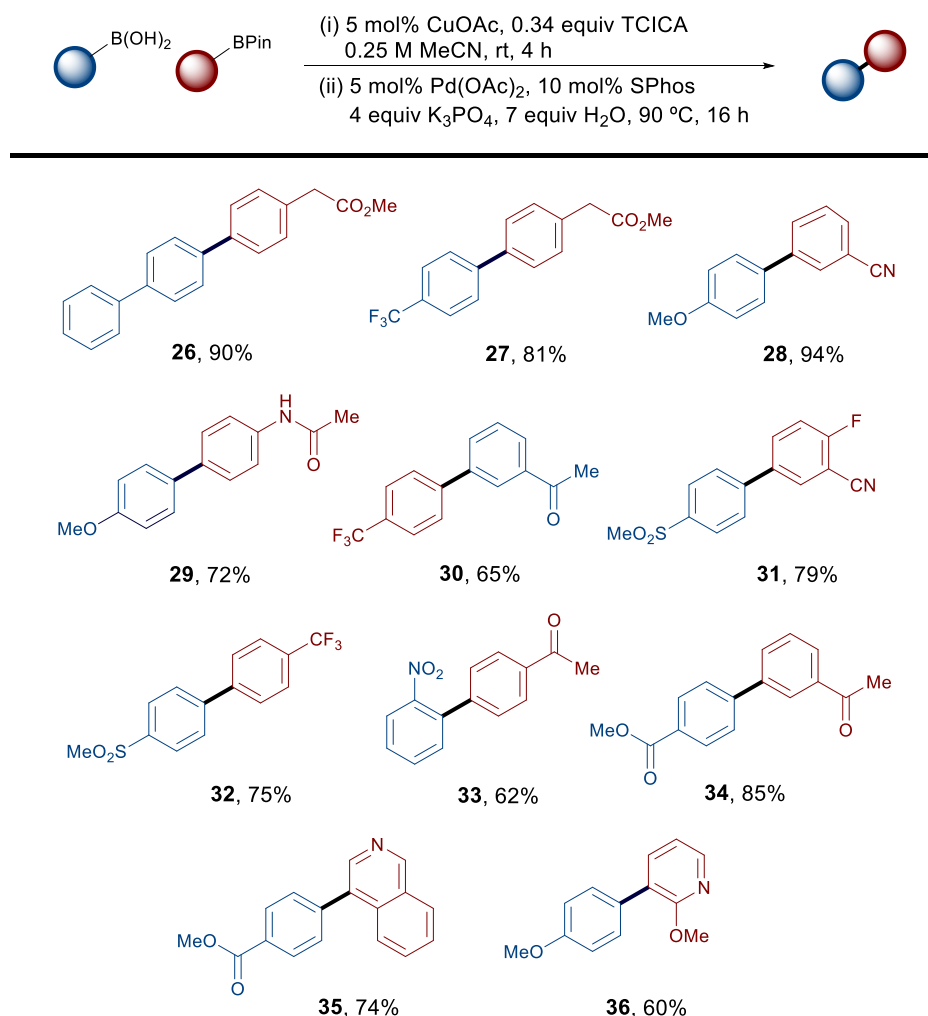 B(OH)2
BPin
(i) 5 mol% CuOAc, 0.34 equiv TCICA
0.25 M MeCN, rt, 4 h
(ii) 5 mol% Pd(OAc)2, 10 mol% SPhos
4 equiv K3PO4, 7 equiv H2O, 90 ºC, 16 h
CO2Me
26, 90%
CO2Me
F3C
27, 81%
CN
MeO
28, 94%
H
N
Me
O
MeO
29, 72%
Me
O
F3C
30, 65%
F
CN
MeO2S
31, 79%
CF3
MeO2S
32, 75%
O
NO2
Me
33, 62%
Me
O
MeO
O
34, 85%
N
MeO
O
35, 74%
N
OMe
MeO
36, 60%